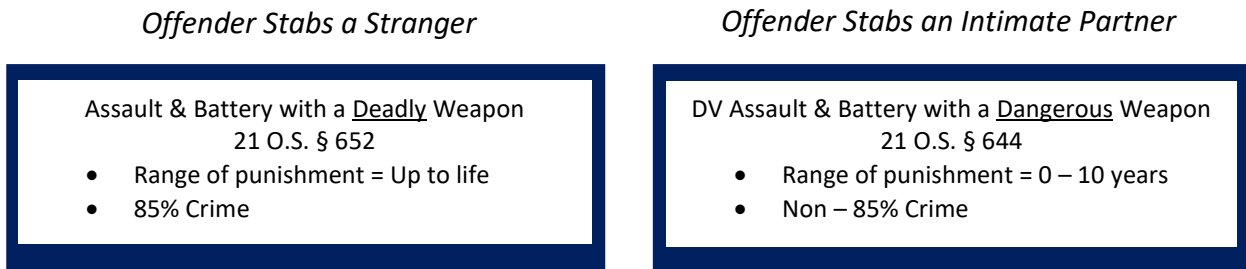 Offender Stabs a Stranger
Assault & Battery with a Deadly Weapon
21 O.S. § 652
• Range of punishment = Up to life
• 85% Crime
Offender Stabs an Intimate Partner
DV Assault & Battery with a Dangerous Weapon
21 O.S. § 644
• Range of punishment = 0 – 10 years
• Non – 85% Crime